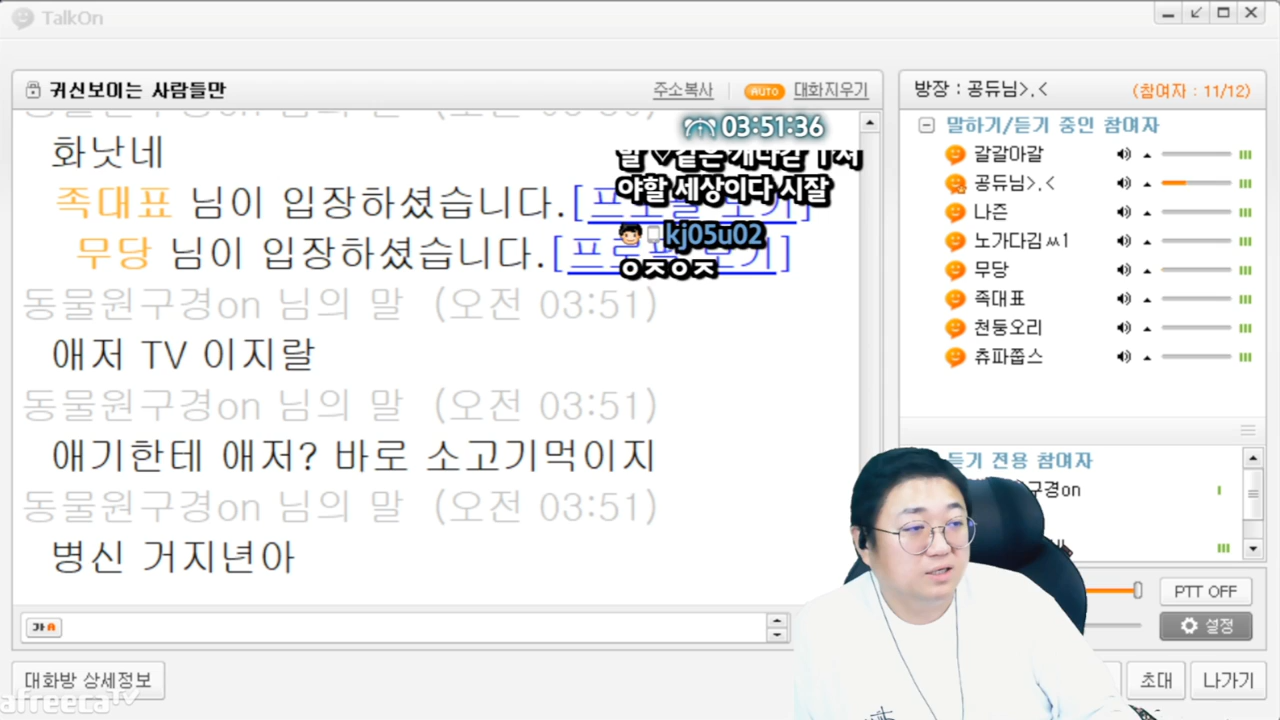 TalkOn
귀신보이는 사람들만
주소복사
AUTO
대화지우기
03:51:36
화낫네
족대표 님이 입장하셨습니다.
무당 님이 입장하셨습니다.
야할 세상이다 시잘
kj05u02
ㅇㅈㅇㅈ
동물원구경on 님의 말 (오전 03:51)
애저 TV 이지랄
동물원구경on 님의 말 (오전 03:51)
애기한테 애저? 바로 소고기먹이지
동물원구경on 님의 말 (오전 03:51)
병신 거지년아
가A
대화방 상세정보
afreecaTV
방장 : 공듀님>.<
(참여자 : 11/12)
말하기/듣기 중인 참여자
갈갈아갈
공듀님>.<
나즌
노가다김ㅆ1
무당
족대표
천둥오리
츄파쭙스
듣기 전용 참여자
구경on
PTT OFF
설정
초대
나가기